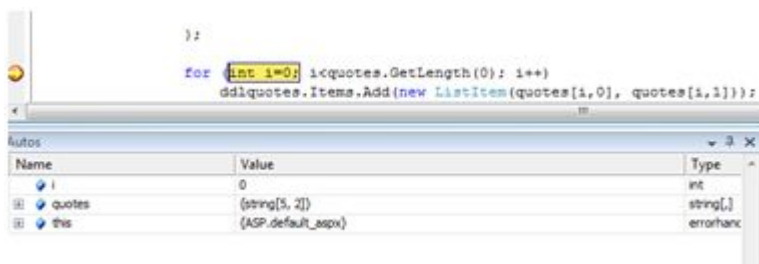 );
for (int i=0; i<quotes.GetLength(0); i++)
ddlquotes.Items.Add(new ListItem(quotes[i,0], quotes[i,1]));
Autos
Name Value Type
i 0 int
quotes {string[5, 2]} string[,]
this {ASP.default_aspx} errorhanc